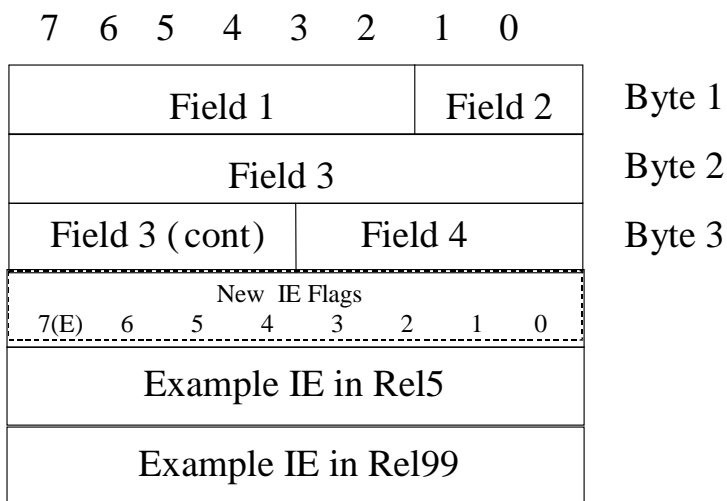 7 6 5 4 3 2 1 0
Field 1 Field 2 Byte 1
Field 3 Byte 2
Field 3 (cont) Field 4 Byte 3
New IE Flags
7(E) 6 5 4 3 2 1 0
Example IE in Rel5
Example IE in Rel99